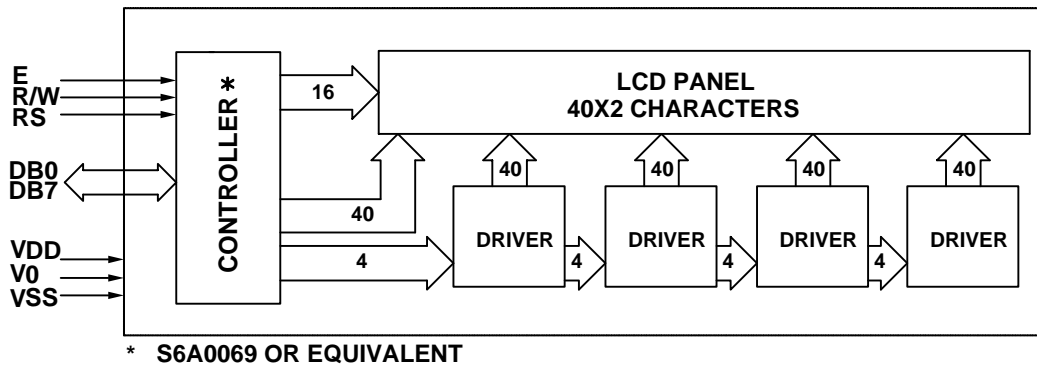 E
R/W
RS
DB0
DB7
VDD
V0
VSS
CONTROLLER *
16
LCD PANEL
40X2 CHARACTERS
40
40
40
40
40
4
DRIVER
4
DRIVER
4
DRIVER
4
DRIVER
* S6A0069 OR EQUIVALENT